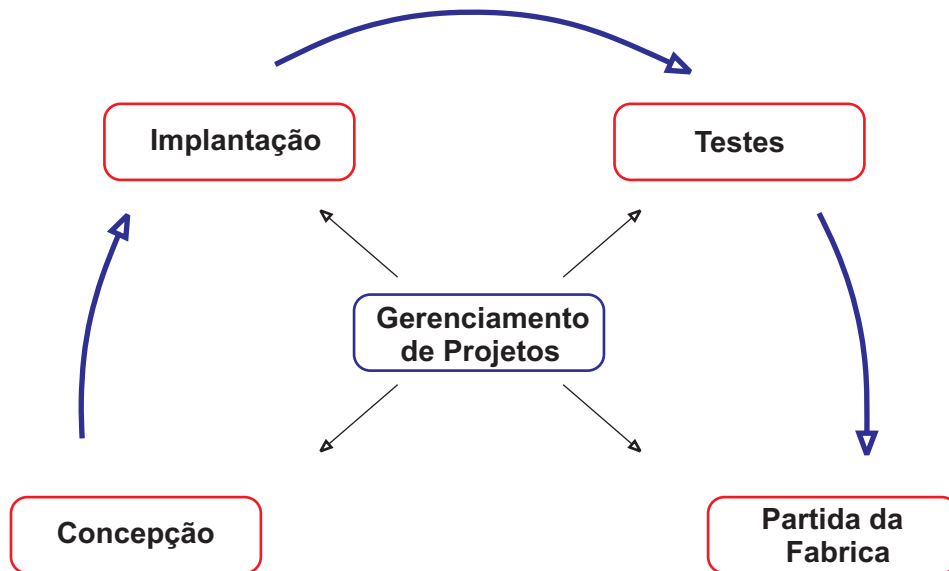 Implantação
Testes
Gerenciamento
de Projetos
Concepção
Partida da
Fabrica